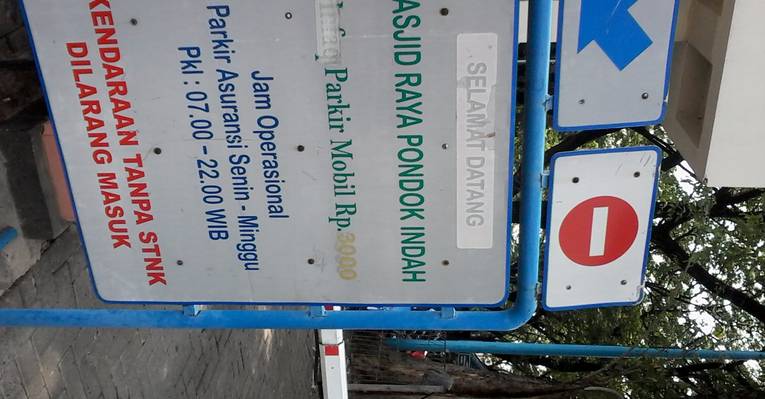 SELAMAT DATANG
ASJID RAYA PONDOK INDAH
Parkir Mobil Rp.3000
Jam Operasional
Parkir Asuransi Senin - Minggu
Pkl : 07.00 - 22.00 WIB
KENDARAAN TANPA STNK
DILARANG MASUK